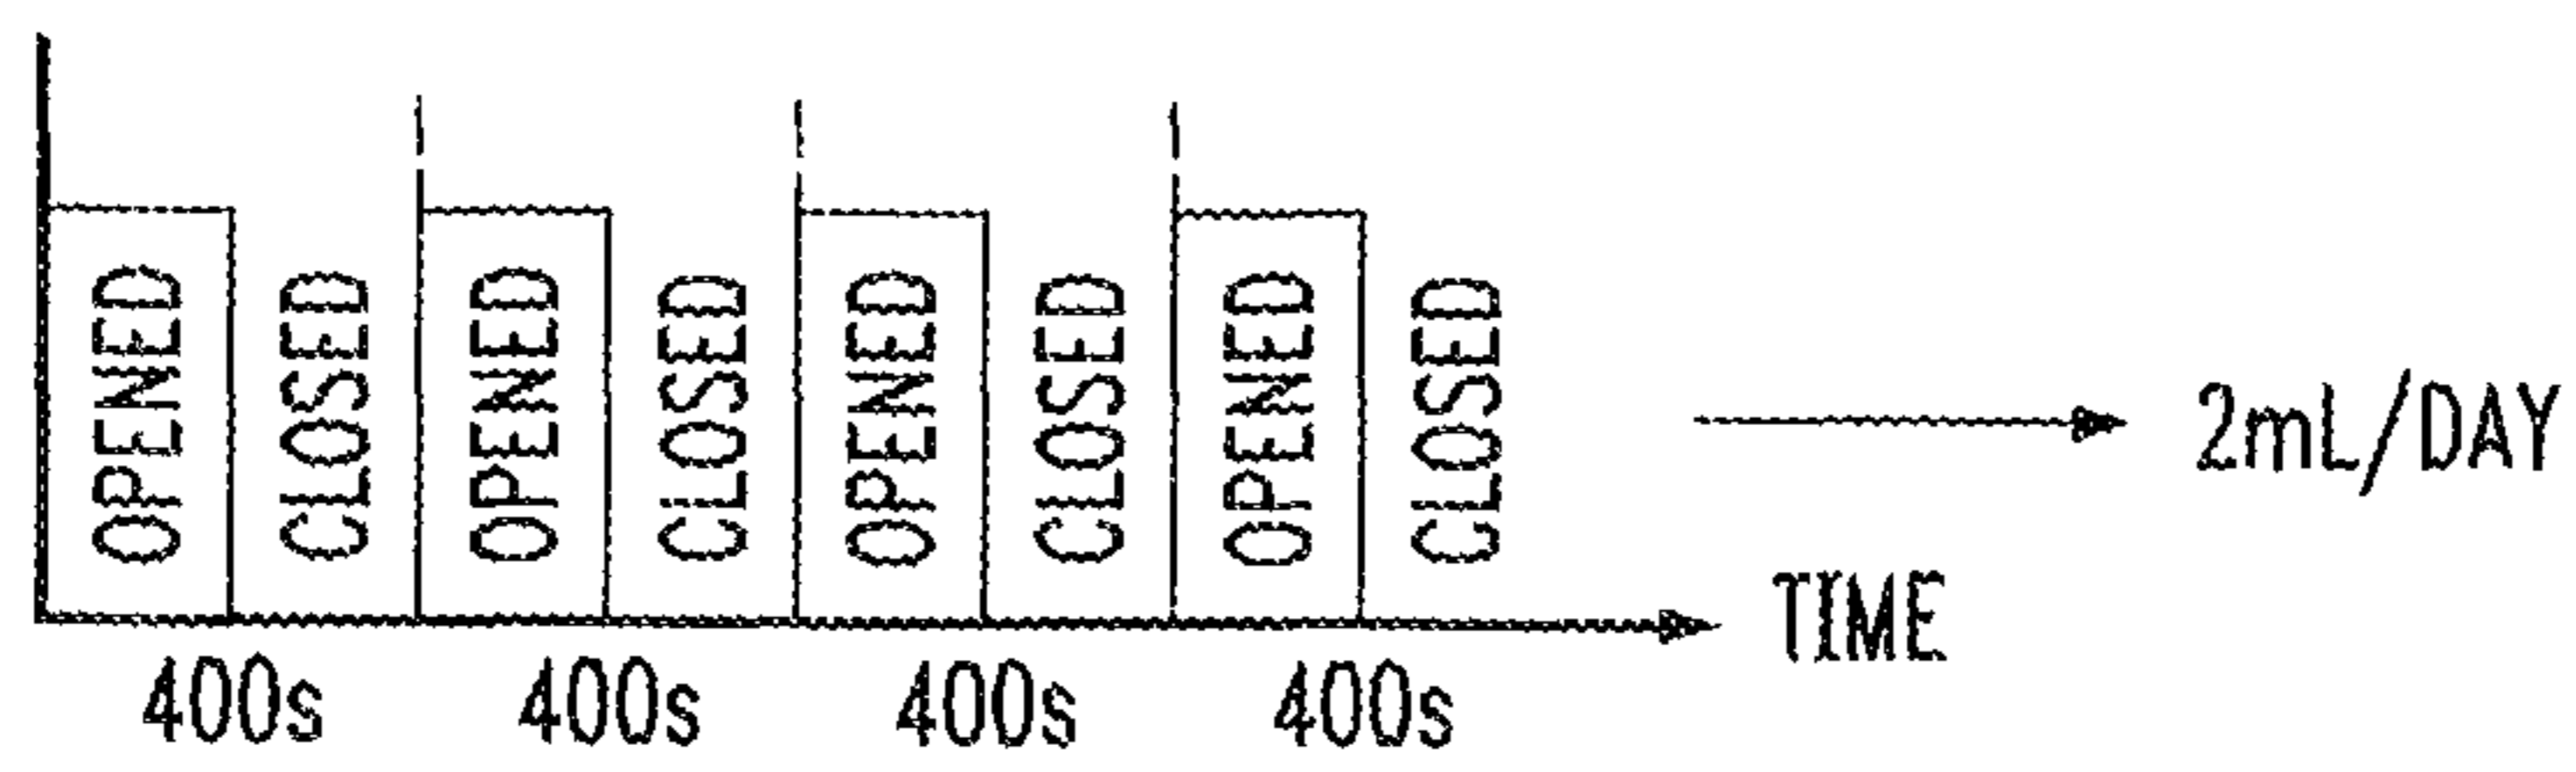 OPENED CLOSED OPENED CLOSED OPENED CLOSED OPENED CLOSED
2mL/DAY
TIME
400s 400s 400s 400s